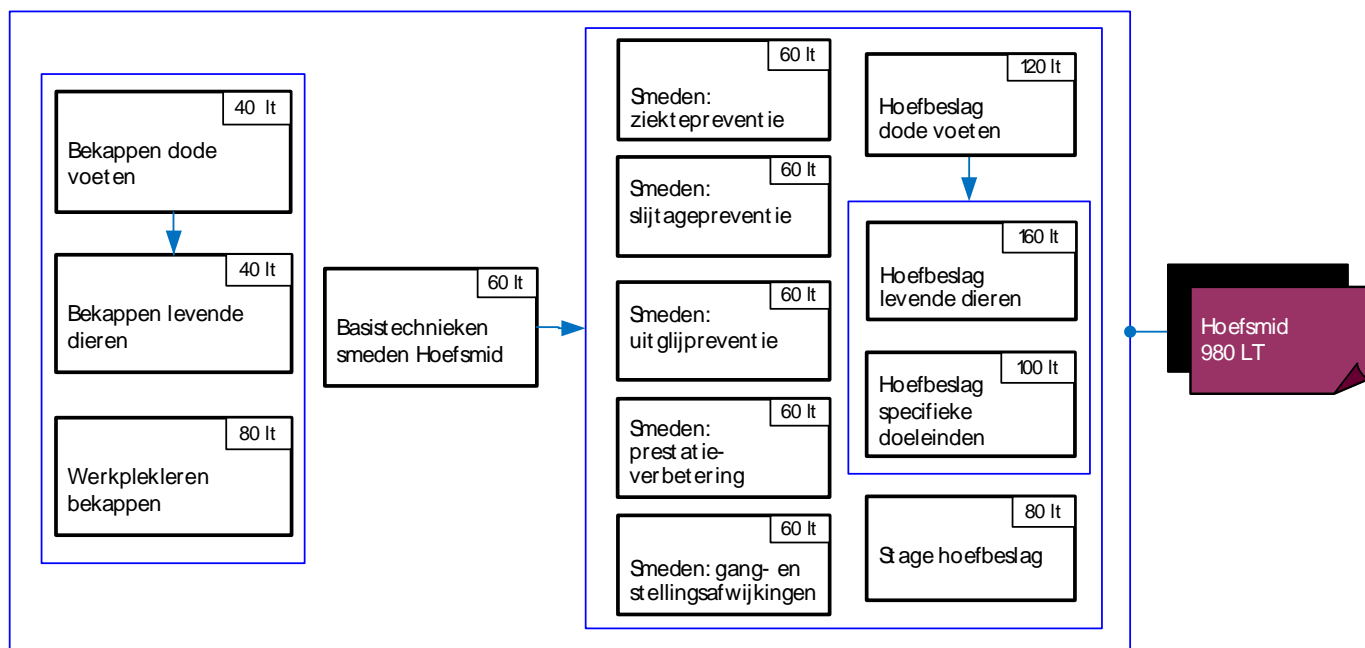 40 lt
Bekappen dode
voeten
40 lt
Bekappen levende
dieren
80 lt
Werkplekleren
bekappen
60 lt
Basistechnieken
smeden Hoefsmid
60 lt
Smeden:
ziektepreventie
60 lt
Smeden:
slijtagepreventie
60 lt
Smeden:
uitglijpreventie
60 lt
Smeden:
prestatie-
verbetering
60 lt
Smeden: gang- en
stellingsafwijkingen
120 lt
Hoefbeslag
dode voeten
160 lt
Hoefbeslag
levende dieren
100 lt
Hoefbeslag
specifieke
doeleinden
80 lt
Stage hoefbeslag
Hoefsmid
980 LT